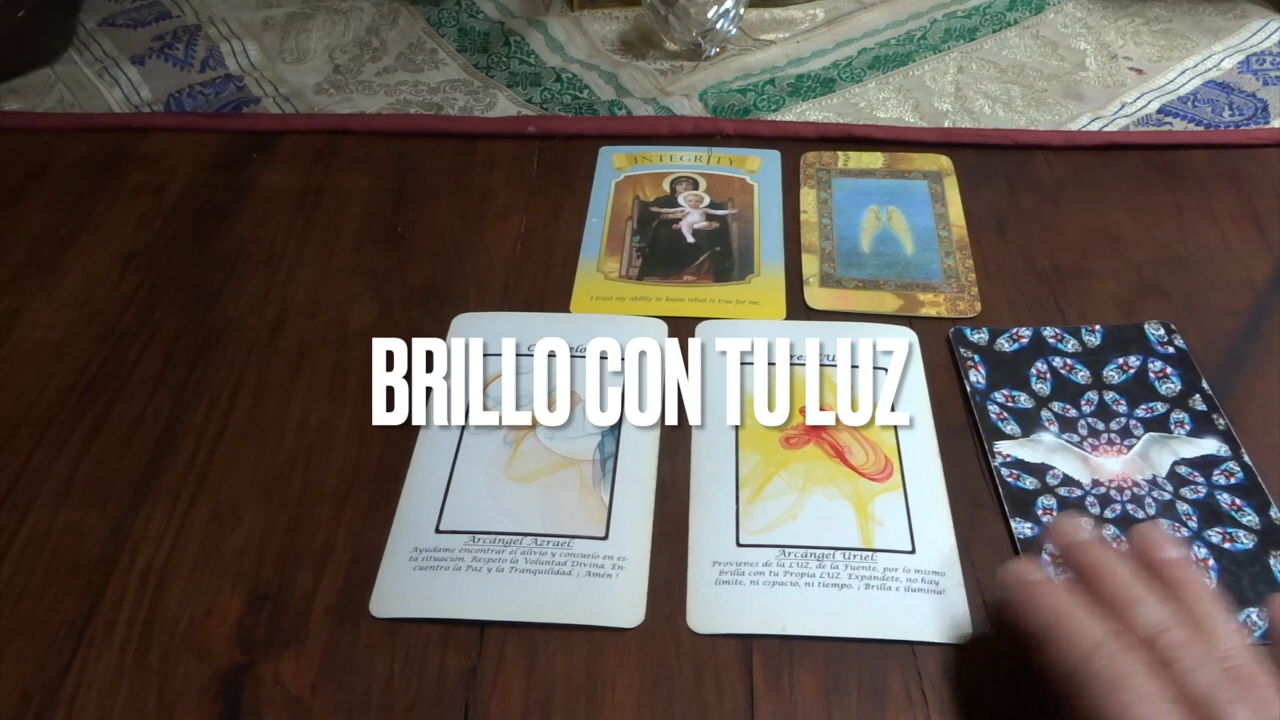 INTEGRITY
I trust my ability to know what is true for me.
BRILLO CON TU LUZ
Arcángel Azrael:
Ayúdame encontrar el alivio y consuelo en es-
ta situación. Respeto la Voluntad Divina. En-
cuentro la Paz y la Tranquilidad. ¡ Amén !
Arcángel Uriel:
Provienes de la LUZ, de la Fuente, por lo mismo
brilla con tu Propia LUZ. Expándete, no hay
límite, ni espacio, ni tiempo. ¡ Brilla e ilumina!